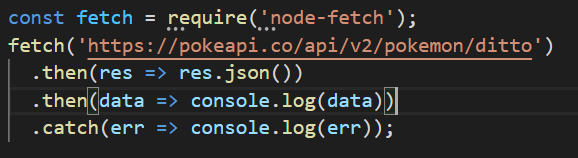 const fetch = require('node-fetch');
fetch('https://pokeapi.co/api/v2/pokemon/ditto')
  .then(res => res.json())
  .then(data => console.log(data))
  .catch(err => console.log(err));